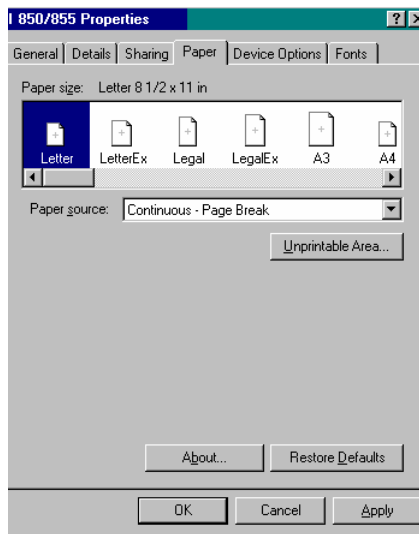 l 850/855 Properties
General Details Sharing Paper Device Options Fonts
Paper size: Letter 8 1/2 x 11 in
Letter LetterEx Legal LegalEx A3 A4
Paper source: Continuous - Page Break
Unprintable Area...
About... Restore Defaults
OK Cancel Apply